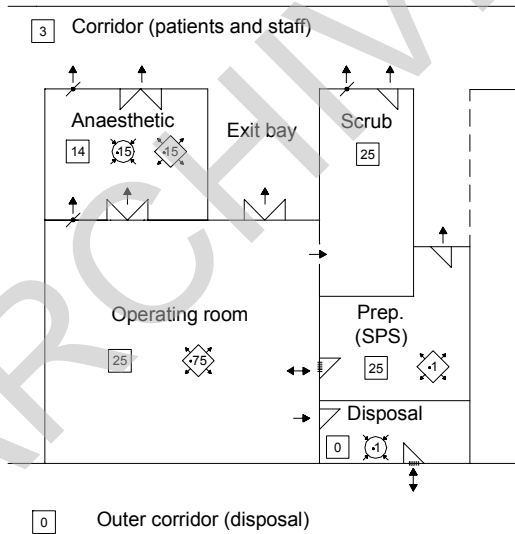 3 Corridor (patients and staff)
Anaesthetic
14 ·15 ·15
Exit bay
Scrub
25
Operating room
25 ·75
Prep.
(SPS)
25 ·1
Disposal
0 ·1
0 Outer corridor (disposal)
ARCHIV